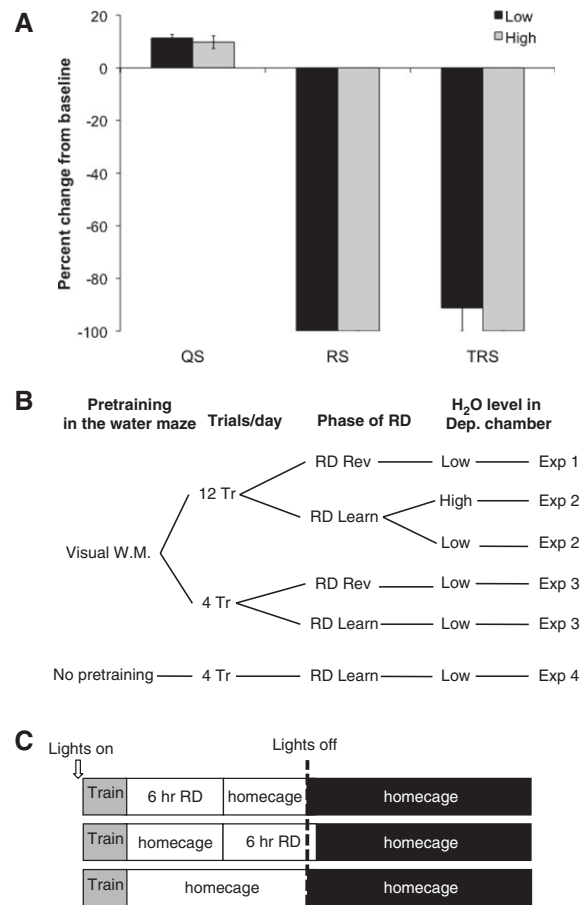 A
Low
High
Percent change from baseline
20
0
-20
-40
-60
-80
-100
QS RS TRS
B
Pretraining in the water maze Trials/day Phase of RD H₂O level in Dep. chamber
RD Rev Low Exp 1
12 Tr
High Exp 2
RD Learn
Low Exp 2
Visual W.M.
RD Rev Low Exp 3
4 Tr
RD Learn Low Exp 3
No pretraining 4 Tr RD Learn Low Exp 4
C
Lights on
Lights off
Train 6 hr RD homecage homecage
Train homecage 6 hr RD homecage
Train homecage homecage